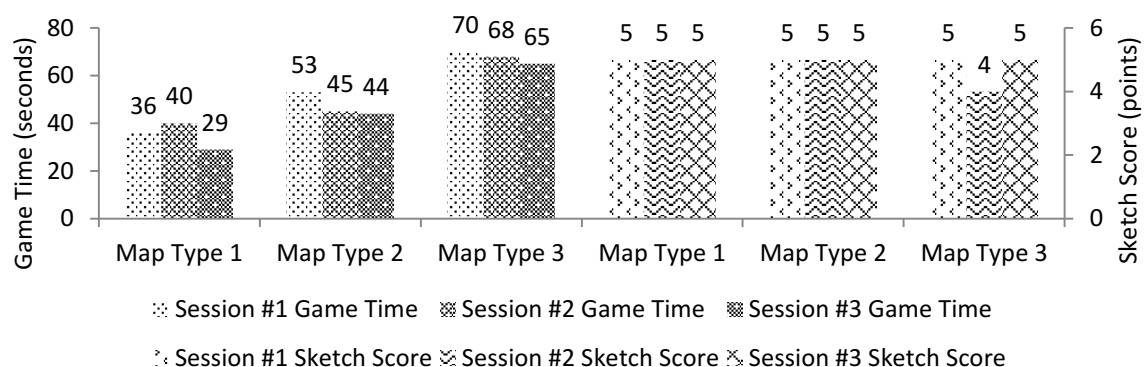 80
60
40
20
0
Game Time (seconds)
36 40 29
53 45 44
70 68 65
5 5 5
5 5 5
5 4 5
6
4
2
0
Sketch Score (points)
Map Type 1 Map Type 2 Map Type 3 Map Type 1 Map Type 2 Map Type 3
Session #1 Game Time Session #2 Game Time Session #3 Game Time
Session #1 Sketch Score Session #2 Sketch Score Session #3 Sketch Score